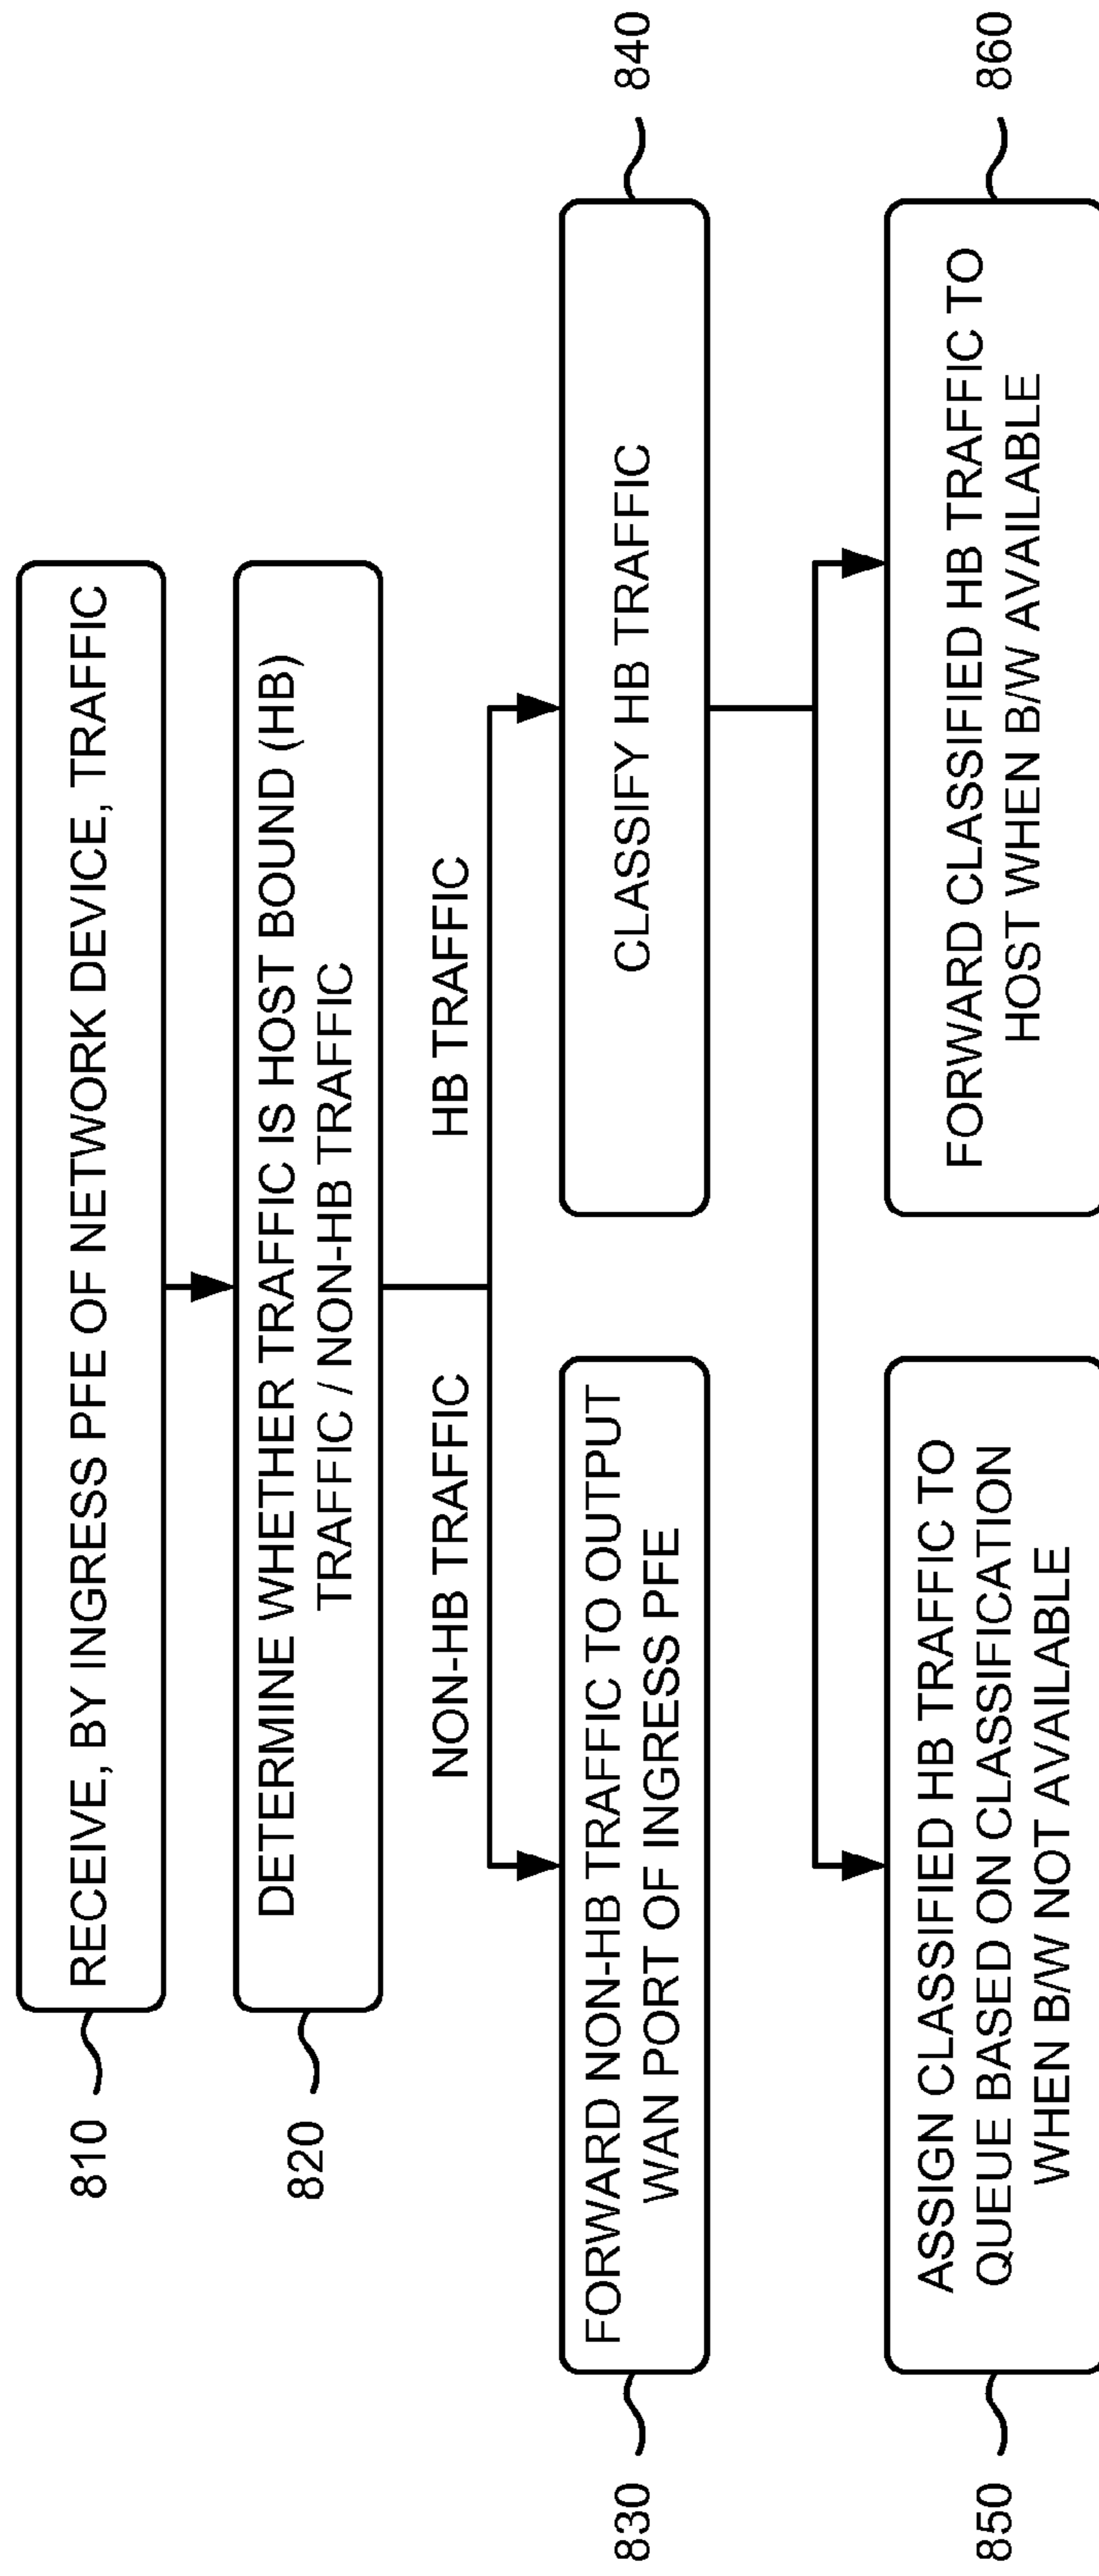 810
RECEIVE, BY INGRESS PFE OF NETWORK DEVICE, TRAFFIC
820
DETERMINE WHETHER TRAFFIC IS HOST BOUND (HB)
TRAFFIC / NON-HB TRAFFIC
NON-HB TRAFFIC
HB TRAFFIC
830
FORWARD NON-HB TRAFFIC TO OUTPUT
WAN PORT OF INGRESS PFE
CLASSIFY HB TRAFFIC
840
850
ASSIGN CLASSIFIED HB TRAFFIC TO
QUEUE BASED ON CLASSIFICATION
WHEN B/W NOT AVAILABLE
FORWARD CLASSIFIED HB TRAFFIC TO
HOST WHEN B/W AVAILABLE
860